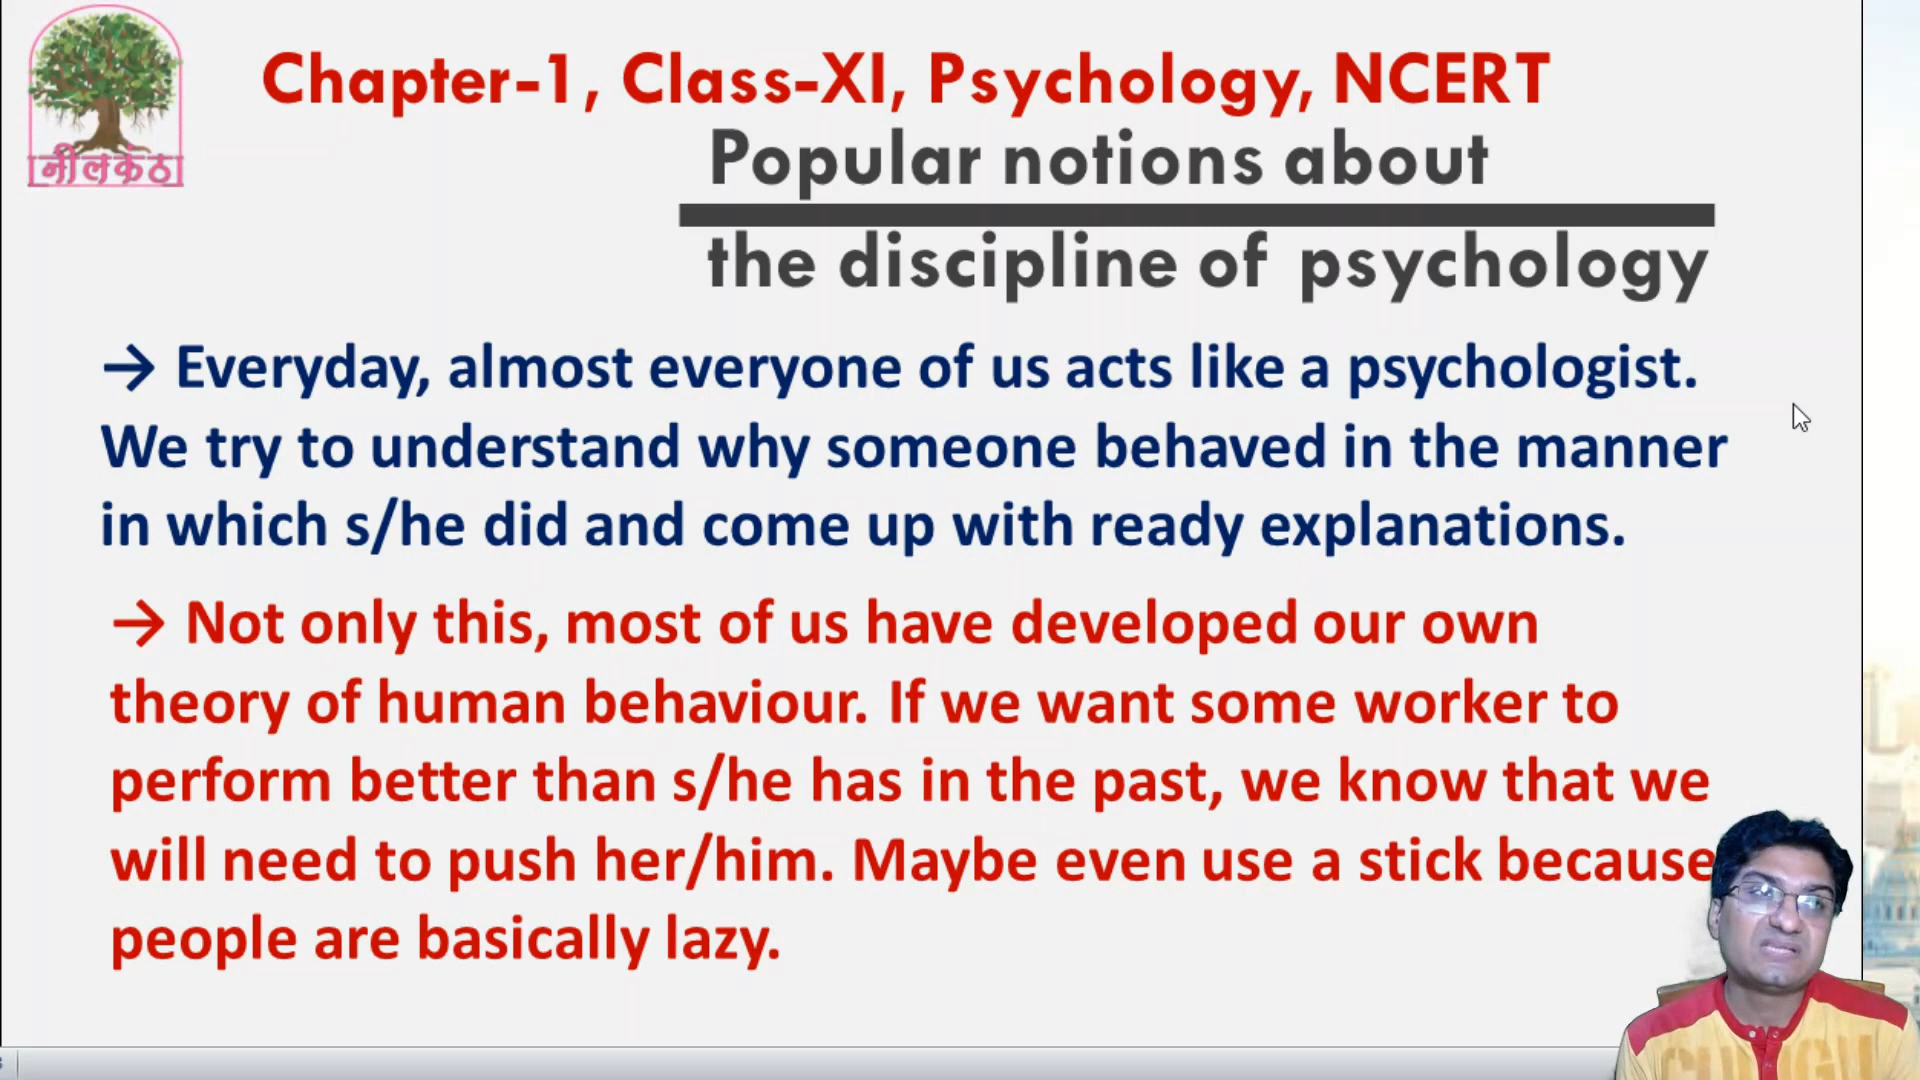 नीलकंठ
Chapter-1, Class-XI, Psychology, NCERT
Popular notions about
the discipline of psychology
→ Everyday, almost everyone of us acts like a psychologist.
We try to understand why someone behaved in the manner
in which s/he did and come up with ready explanations.
→ Not only this, most of us have developed our own
theory of human behaviour. If we want some worker to
perform better than s/he has in the past, we know that we
will need to push her/him. Maybe even use a stick because
people are basically lazy.